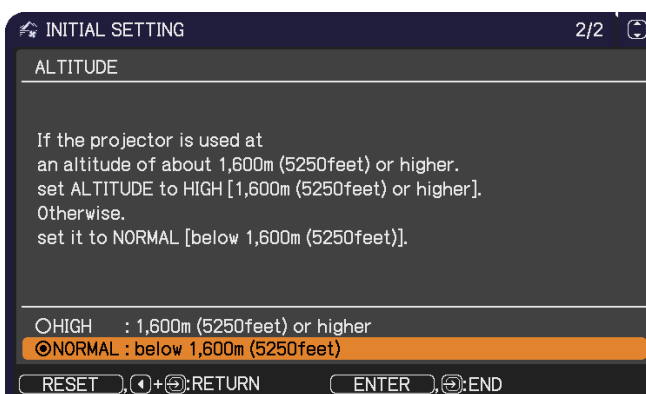 INITIAL SETTING 2/2
ALTITUDE
If the projector is used at
an altitude of about 1,600m (5250feet) or higher.
set ALTITUDE to HIGH [1,600m (5250feet) or higher].
Otherwise.
set it to NORMAL [below 1,600m (5250feet)].
HIGH : 1,600m (5250feet) or higher
NORMAL : below 1,600m (5250feet)
RESET , + :RETURN ENTER , :END